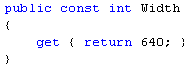 public const int Width
{
    get { return 640; }
}